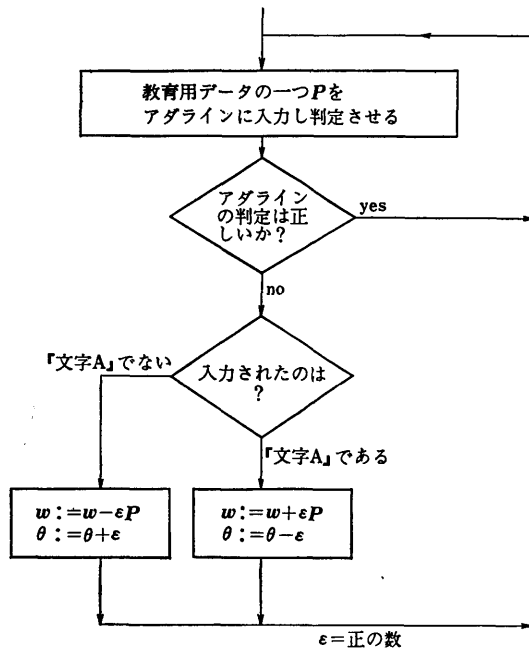 教育用データの一つPを
アダラインに入力し判定させる
アダライン
の判定は正
しいか？
yes
no
『文字A』でない
入力されたのは
？
『文字A』である
w:=w-εP
θ:=θ+ε
w:=w+εP
θ:=θ-ε
ε=正の数